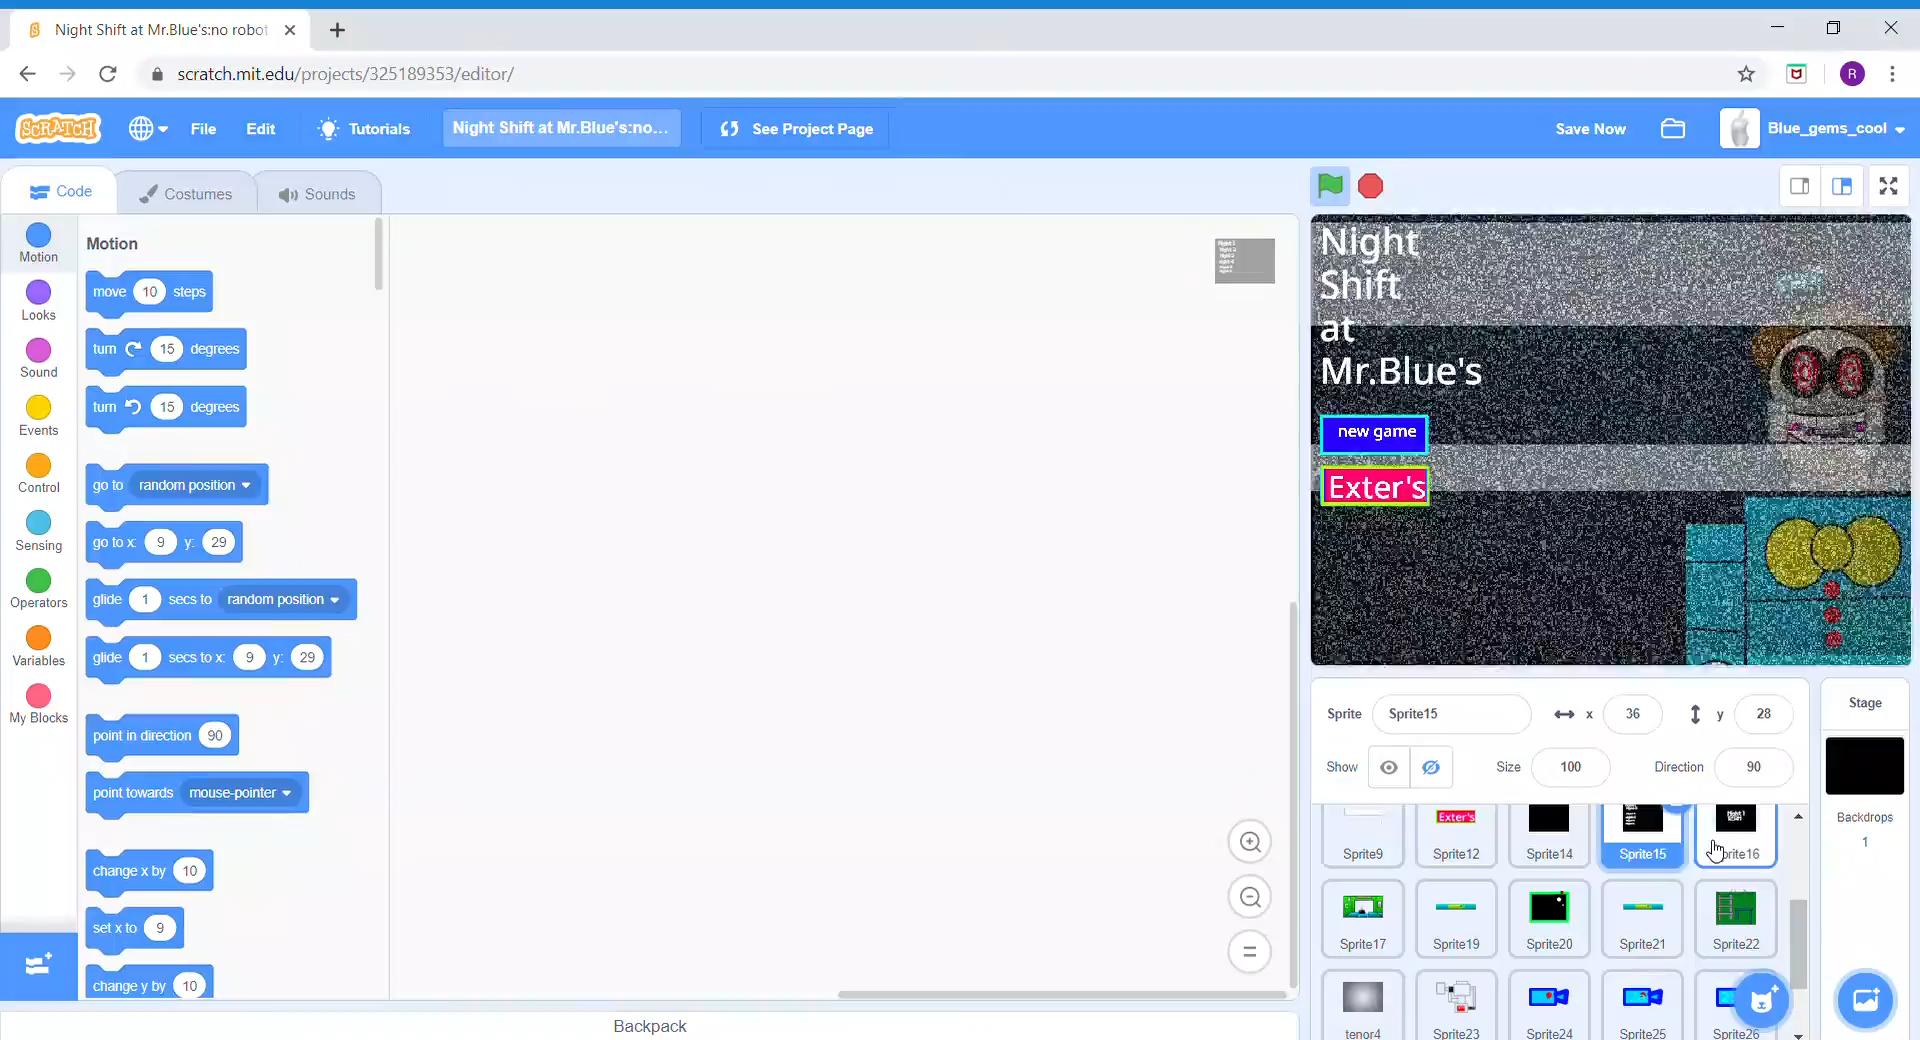 Night Shift at Mr.Blue's:no robot
scratch.mit.edu/projects/325189353/editor/
R
SCRATCH
File
Edit
Tutorials
Night Shift at Mr.Blue's:no...
See Project Page
Save Now
Blue_gems_cool
Code
Costumes
Sounds
Motion
Looks
Sound
Events
Control
Sensing
Operators
Variables
My Blocks
Motion
move 10 steps
turn 15 degrees
turn 15 degrees
go to random position
go to x: 9 y: 29
glide 1 secs to random position
glide 1 secs to x: 9 y: 29
point in direction 90
point towards mouse-pointer
change x by 10
set x to 9
change y by 10
Backpack
Night
Shift
at
Mr.Blue's
new game
Exter's
Sprite Sprite15 x 36 y 28
Show Size 100 Direction 90
Exter's
Night 1
Sprite9 Sprite12 Sprite14 Sprite15 Sprite16
Sprite17 Sprite19 Sprite20 Sprite21 Sprite22
tenor4 Sprite23 Sprite24 Sprite25 Sprite26
Stage
Backdrops
1